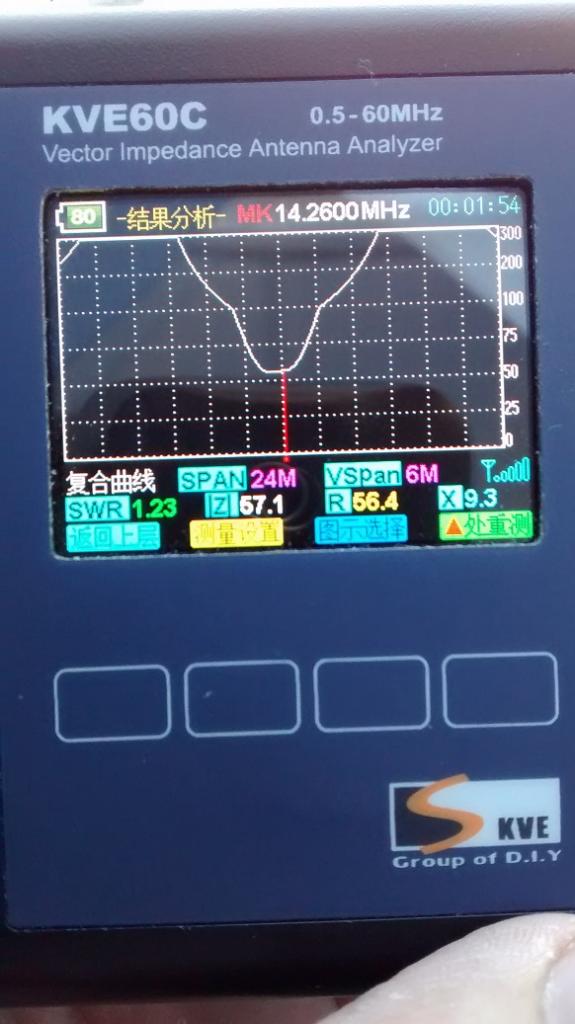 KVE60C 0.5-60MHz
Vector Impedance Antenna Analyzer
80 -结果分析- MK 14.2600MHz 00:01:54
300
200
100
75
50
25
0
复合曲线 SPAN 24M VSpan 6M
SWR 1.23 |Z| 57.1 R 56.4 X 9.3
返回上层 测量设置 图示选择 ▲处重测
S KVE
Group of D.I.Y